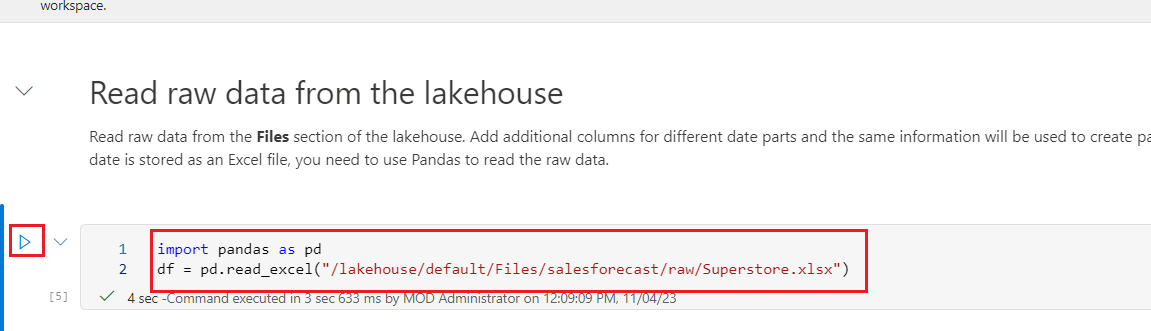 workspace.
Read raw data from the lakehouse
Read raw data from the Files section of the lakehouse. Add additional columns for different date parts and the same information will be used to create pa
date is stored as an Excel file, you need to use Pandas to read the raw data.
1 import pandas as pd
2 df = pd.read_excel("/lakehouse/default/Files/salesforecast/raw/Superstore.xlsx")
[5] 4 sec -Command executed in 3 sec 633 ms by MOD Administrator on 12:09:09 PM, 11/04/23